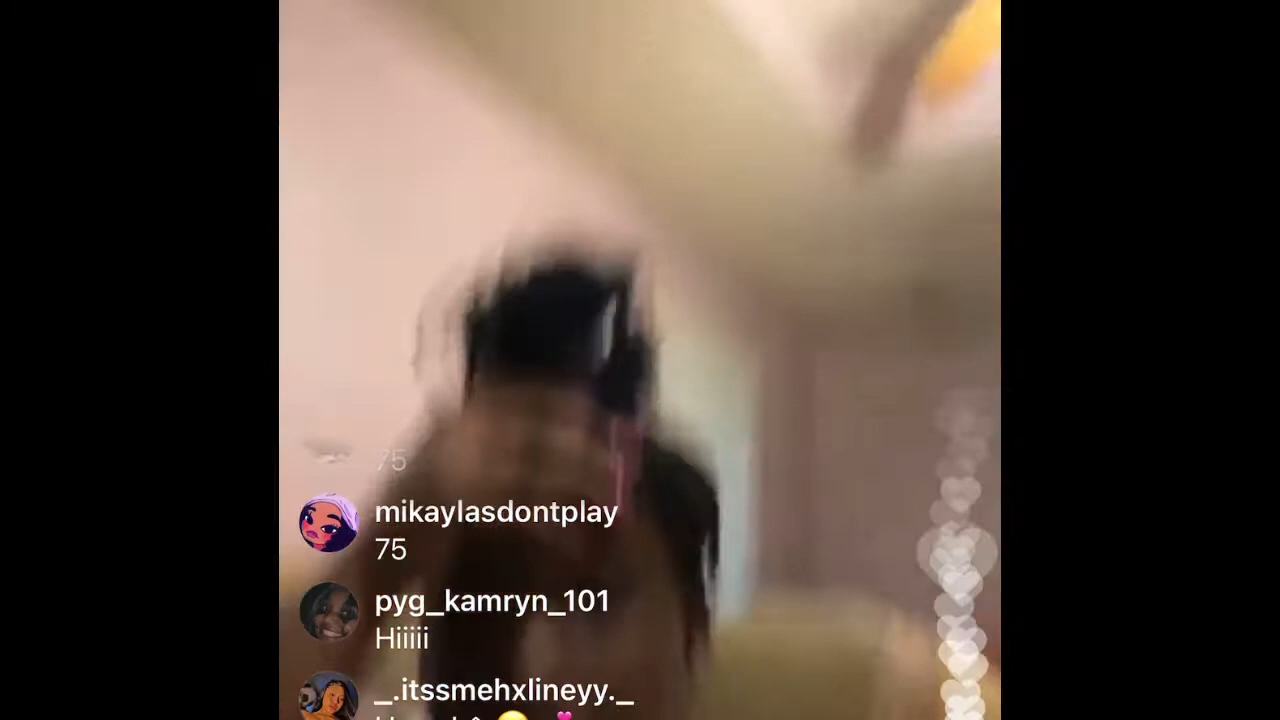 75
mikaylasdontplay
75
pyg_kamryn_101
Hiiiii
_.itssmehxlineyy._